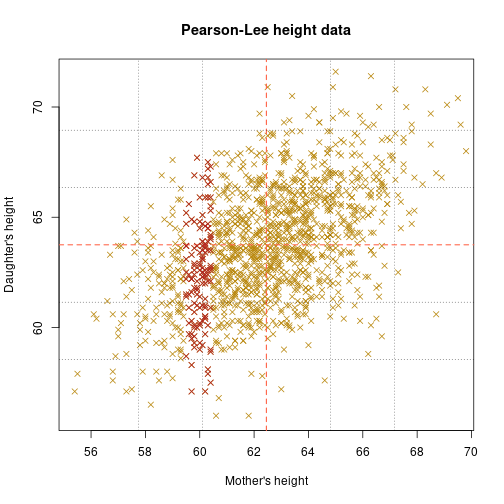 Pearson-Lee height data
Daughter's height
70
65
60
56 58 60 62 64 66 68 70
Mother's height